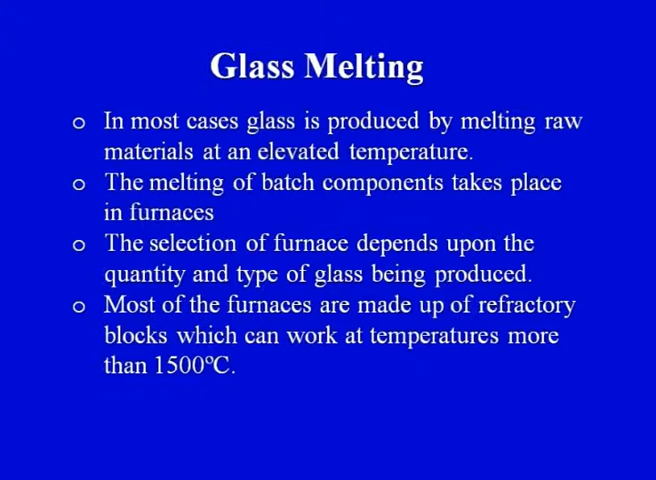 Glass Melting
o In most cases glass is produced by melting raw
materials at an elevated temperature.
o The melting of batch components takes place
in furnaces
o The selection of furnace depends upon the
quantity and type of glass being produced.
o Most of the furnaces are made up of refractory
blocks which can work at temperatures more
than 1500ºC.